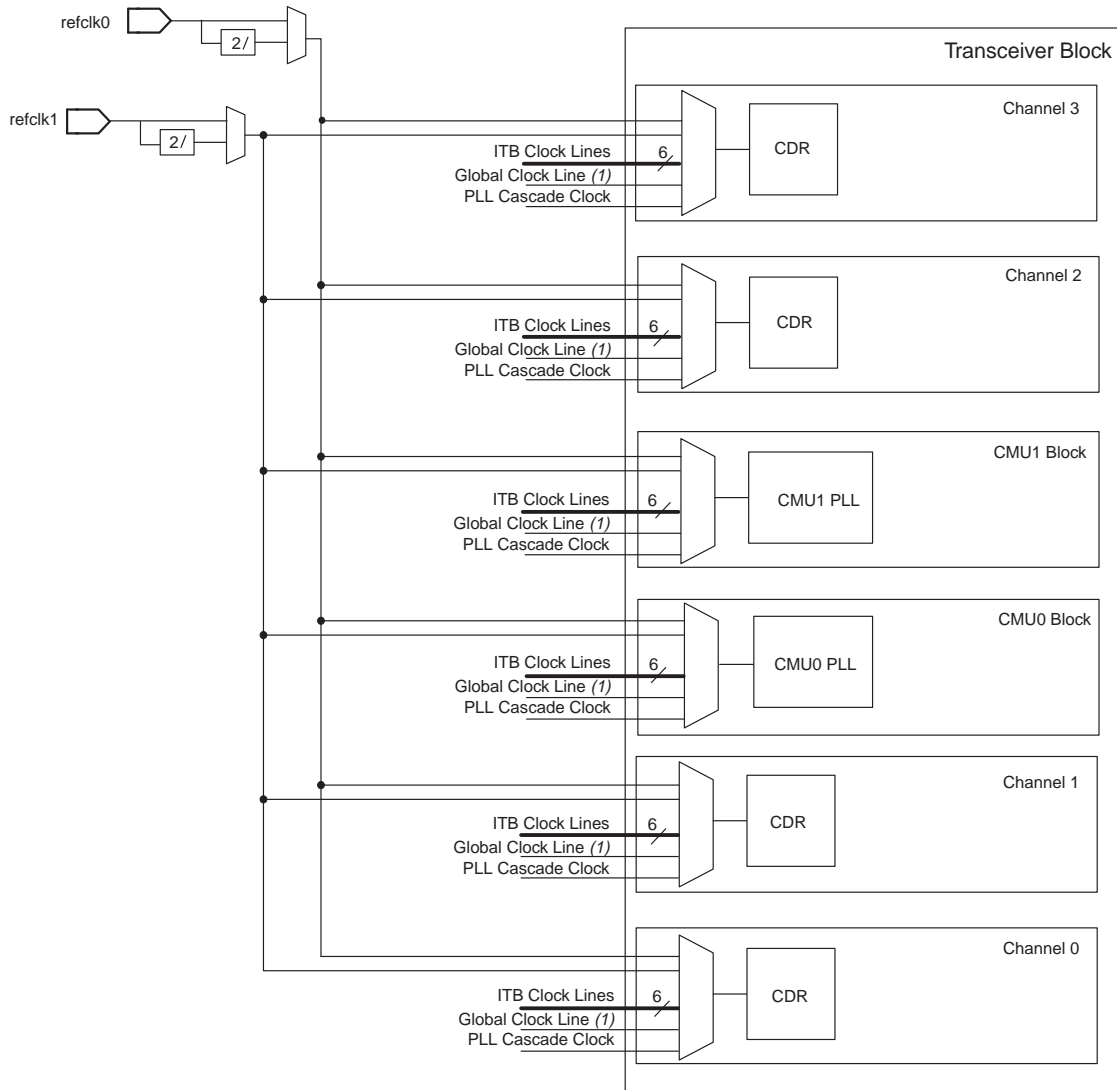 refclk0
2/
Transceiver Block
refclk1
2/
Channel 3
CDR
ITB Clock Lines
6
Global Clock Line (1)
PLL Cascade Clock
Channel 2
CDR
ITB Clock Lines
6
Global Clock Line (1)
PLL Cascade Clock
CMU1 Block
CMU1 PLL
ITB Clock Lines
6
Global Clock Line (1)
PLL Cascade Clock
CMU0 Block
CMU0 PLL
ITB Clock Lines
6
Global Clock Line (1)
PLL Cascade Clock
Channel 1
CDR
ITB Clock Lines
6
Global Clock Line (1)
PLL Cascade Clock
Channel 0
CDR
ITB Clock Lines
6
Global Clock Line (1)
PLL Cascade Clock